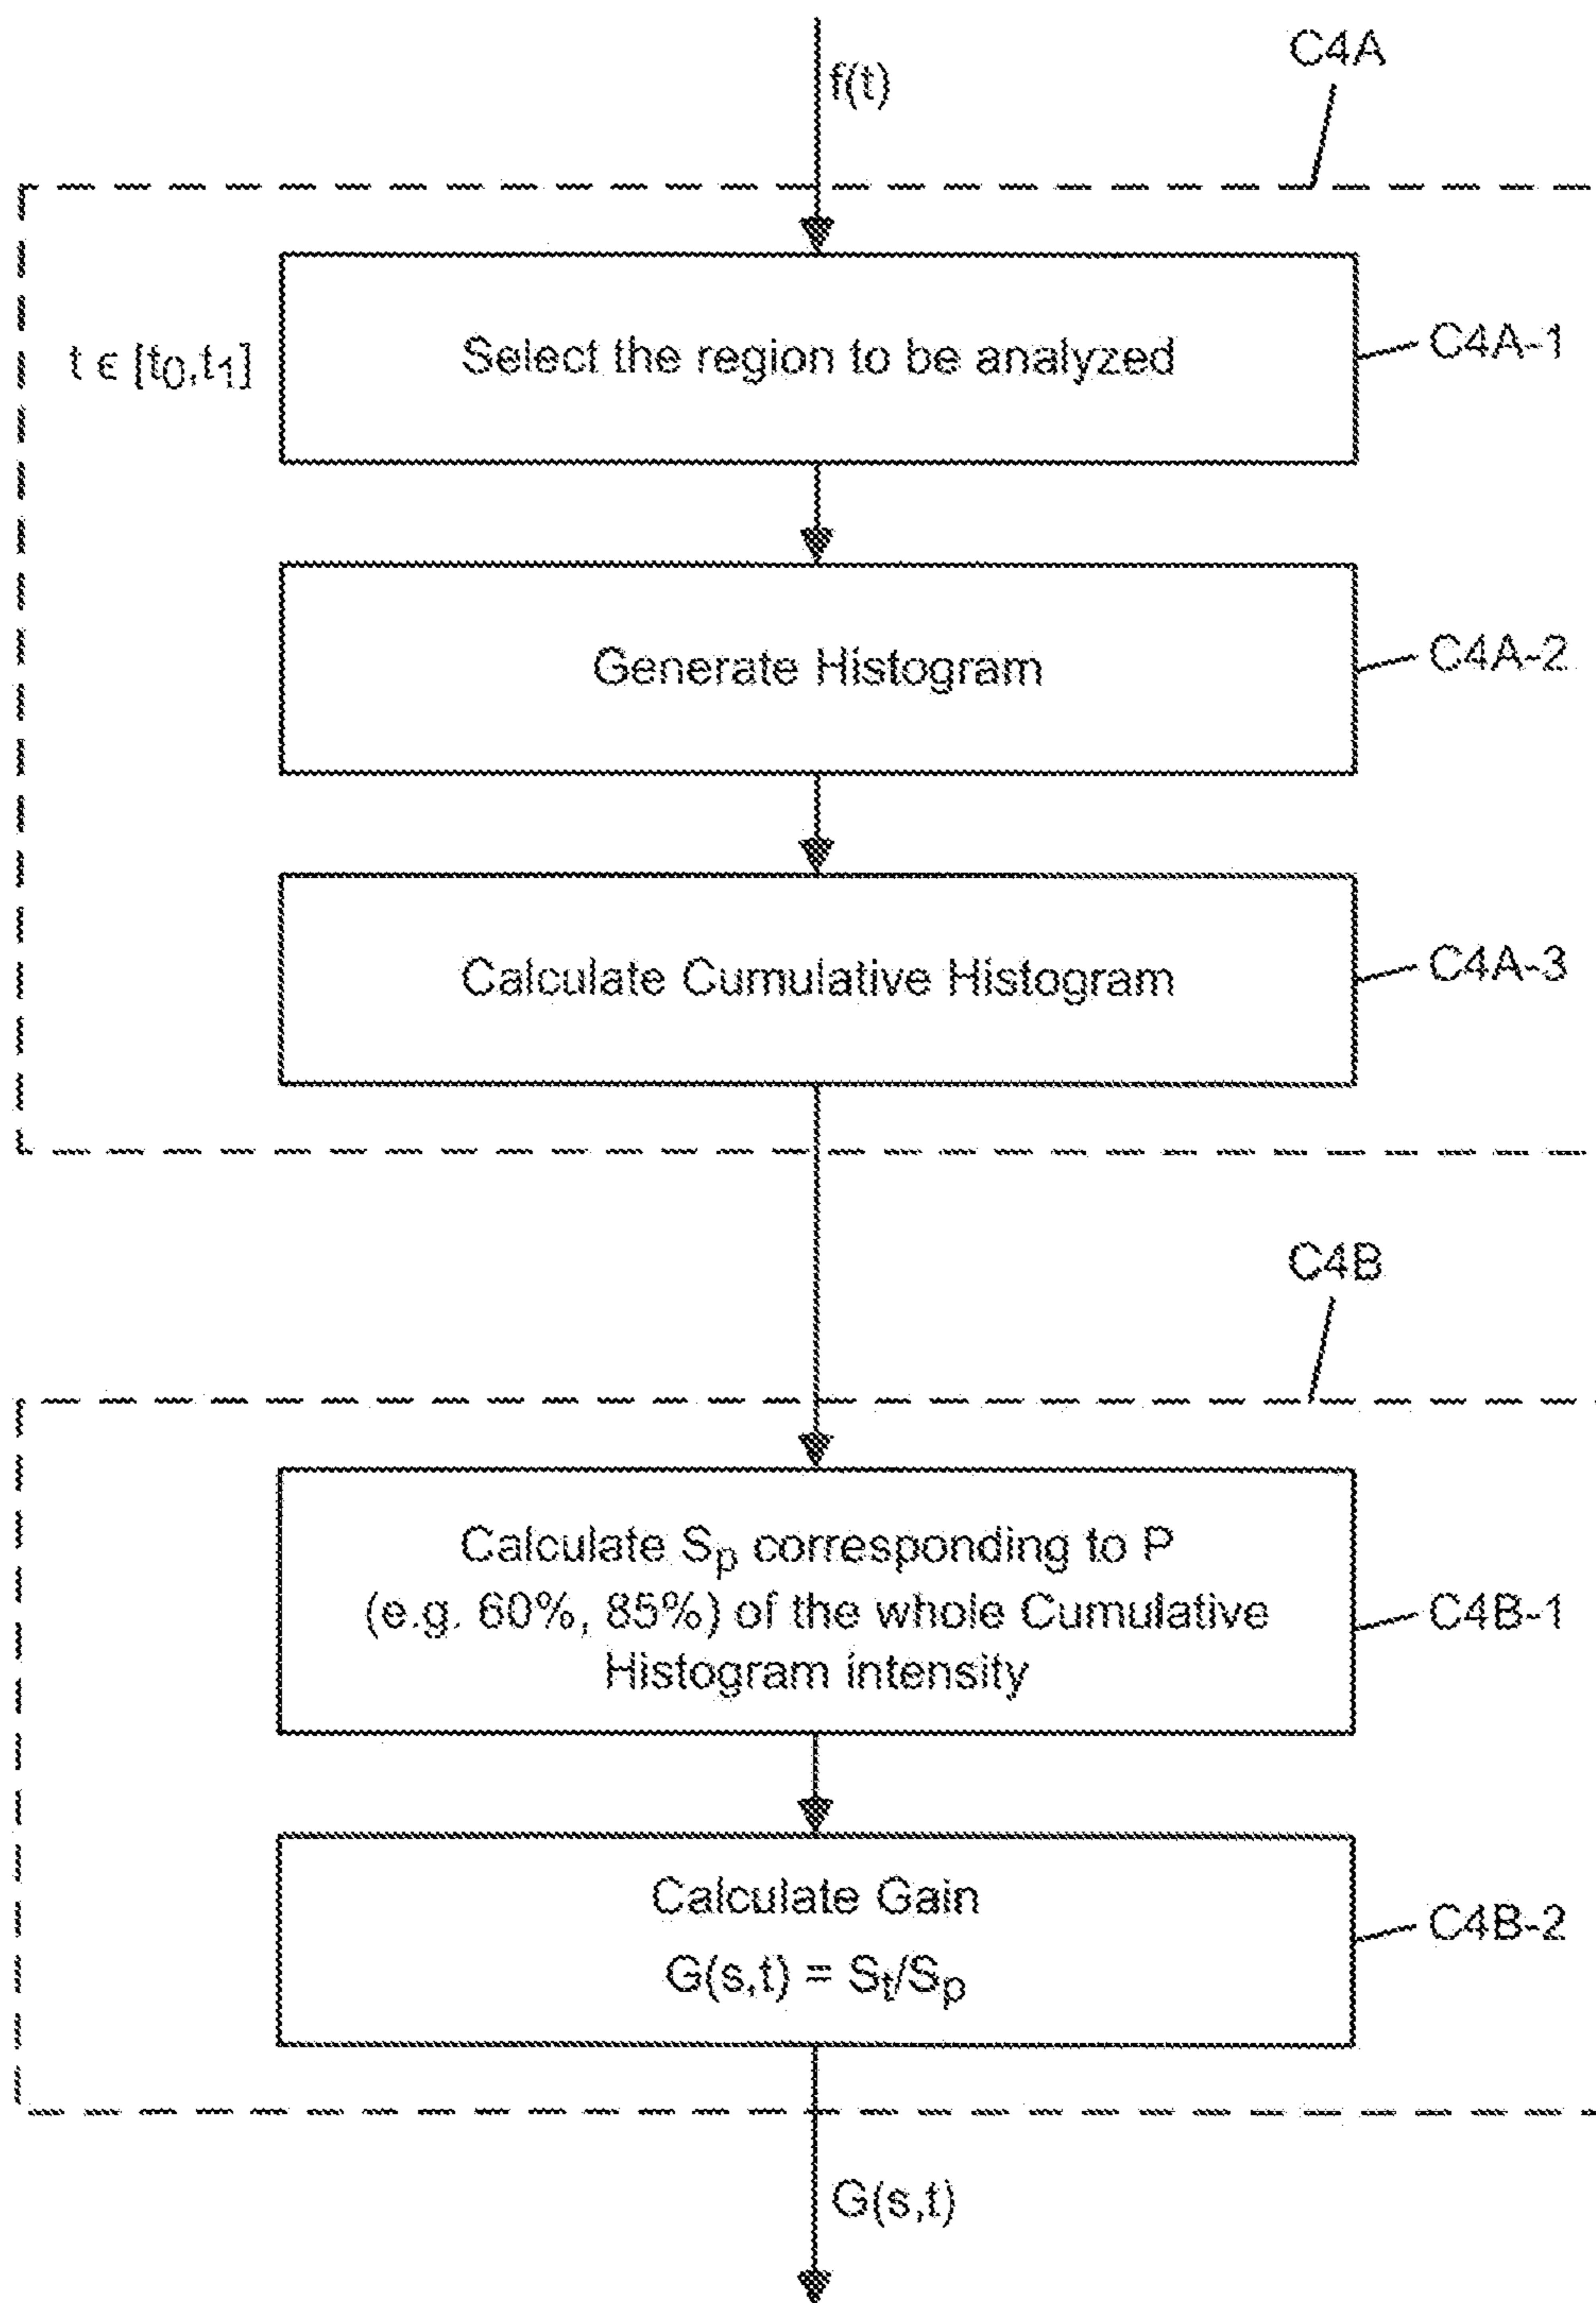 f(t)
C4A
t ϵ [t0,t1]
Select the region to be analyzed
C4A-1
Generate Histogram
C4A-2
Calculate Cumulative Histogram
C4A-3
C4B
Calculate Sp corresponding to P
(e.g. 60%, 85%) of the whole Cumulative
Histogram intensity
C4B-1
Calculate Gain
G(s,t) = St/Sp
C4B-2
G(s,t)